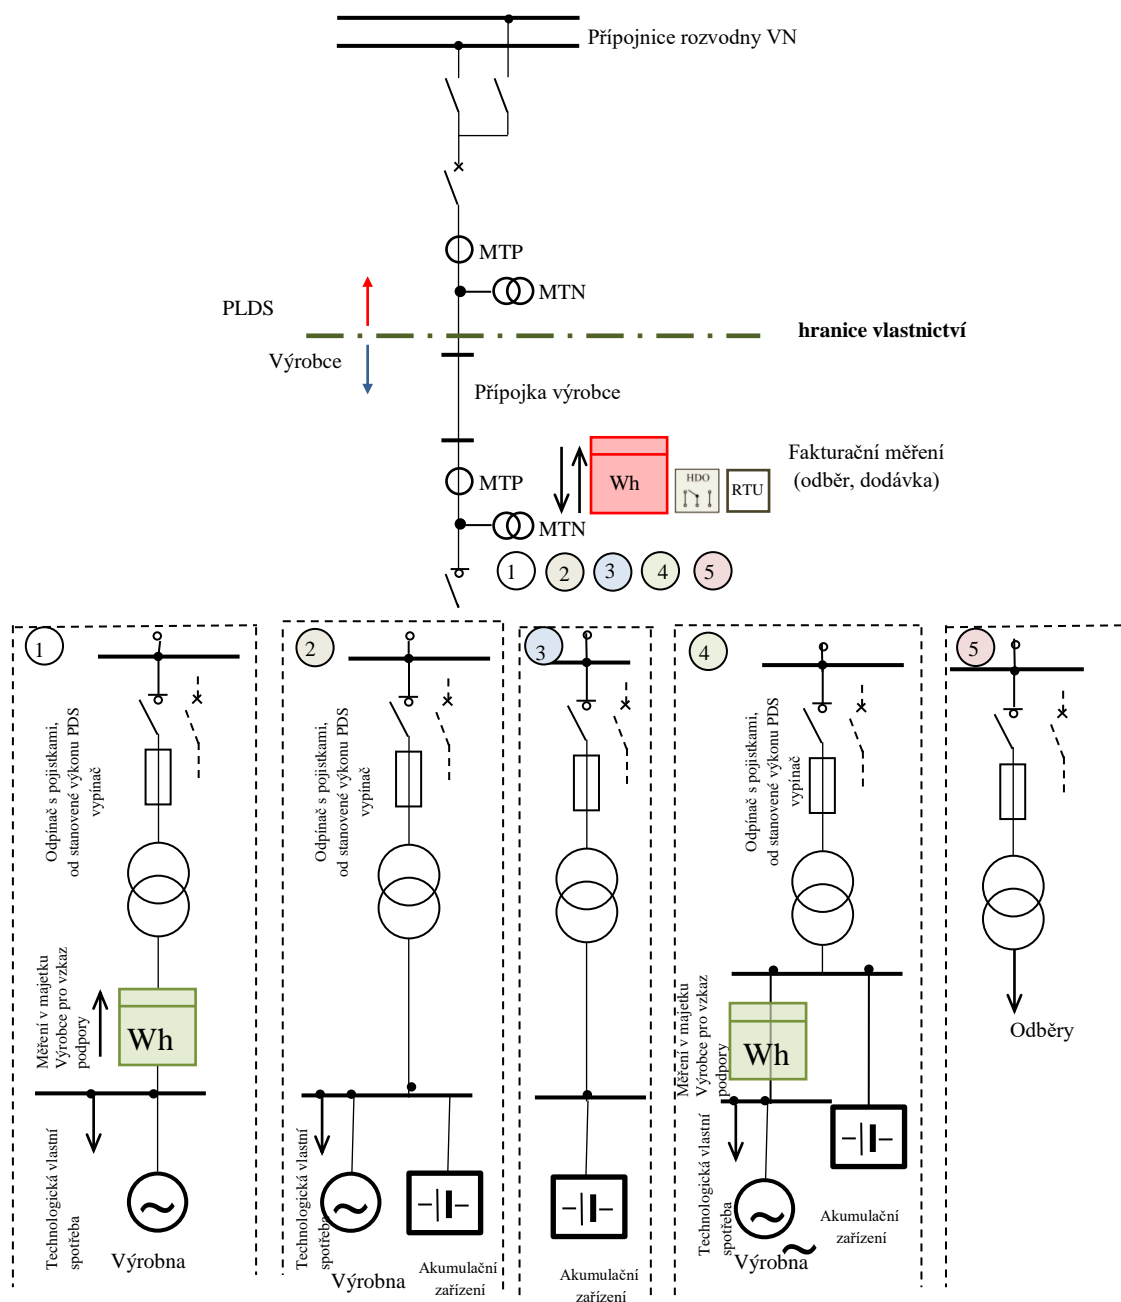 Přípojnice rozvodny VN
MTP
MTN
PLDS
hranice vlastnictví
Výrobce
Přípojka výrobce
Fakturační měření
(odběr, dodávka)
MTP
Wh
HDO
RTU
MTN
1
2
3
4
5
1
Odpínač s pojistkami,
od stanovené výkonu PDS
vypínač
Měření v majetku
Výrobce pro vzkaz
podpory
Wh
Technologická vlastní
spotřeba
Výrobna
2
Odpínač s pojistkami,
od stanovené výkonu PDS
vypínač
Technologická vlastní
spotřeba
Výrobna
Akumulační
zařízení
3
Akumulační
zařízení
4
Odpínač s pojistkami,
od stanovené výkonu PDS
vypínač
Měření v majetku
Výrobce pro vzkaz
podpory
Wh
Technologická vlastní
spotřeba
Výrobna
Akumulační
zařízení
5
Odběry